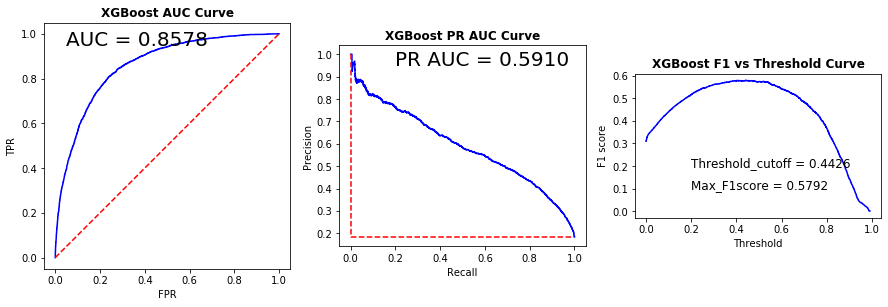 XGBoost AUC Curve
AUC = 0.8578
1.0
0.8
0.6
0.4
0.2
0.0
TPR
0.0 0.2 0.4 0.6 0.8 1.0
FPR
XGBoost PR AUC Curve
PR AUC = 0.5910
1.0
0.9
0.8
0.7
0.6
0.5
0.4
0.3
0.2
Precision
0.0 0.2 0.4 0.6 0.8 1.0
Recall
XGBoost F1 vs Threshold Curve
0.6
0.5
0.4
0.3
0.2
0.1
0.0
F1 score
Threshold_cutoff = 0.4426
Max_F1score = 0.5792
0.0 0.2 0.4 0.6 0.8 1.0
Threshold